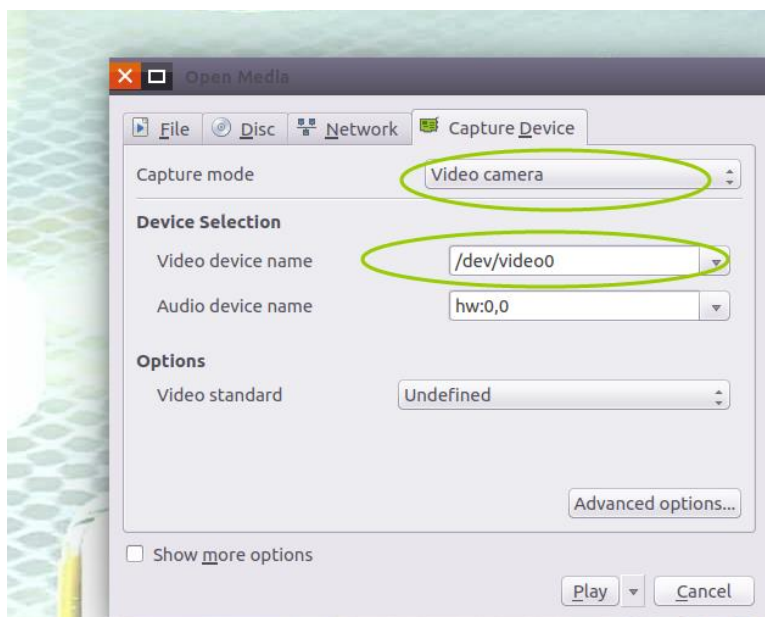 Open Media
File Disc Network Capture Device
Capture mode Video camera
Device Selection
Video device name /dev/video0
Audio device name hw:0,0
Options
Video standard Undefined
Advanced options...
Show more options
Play Cancel